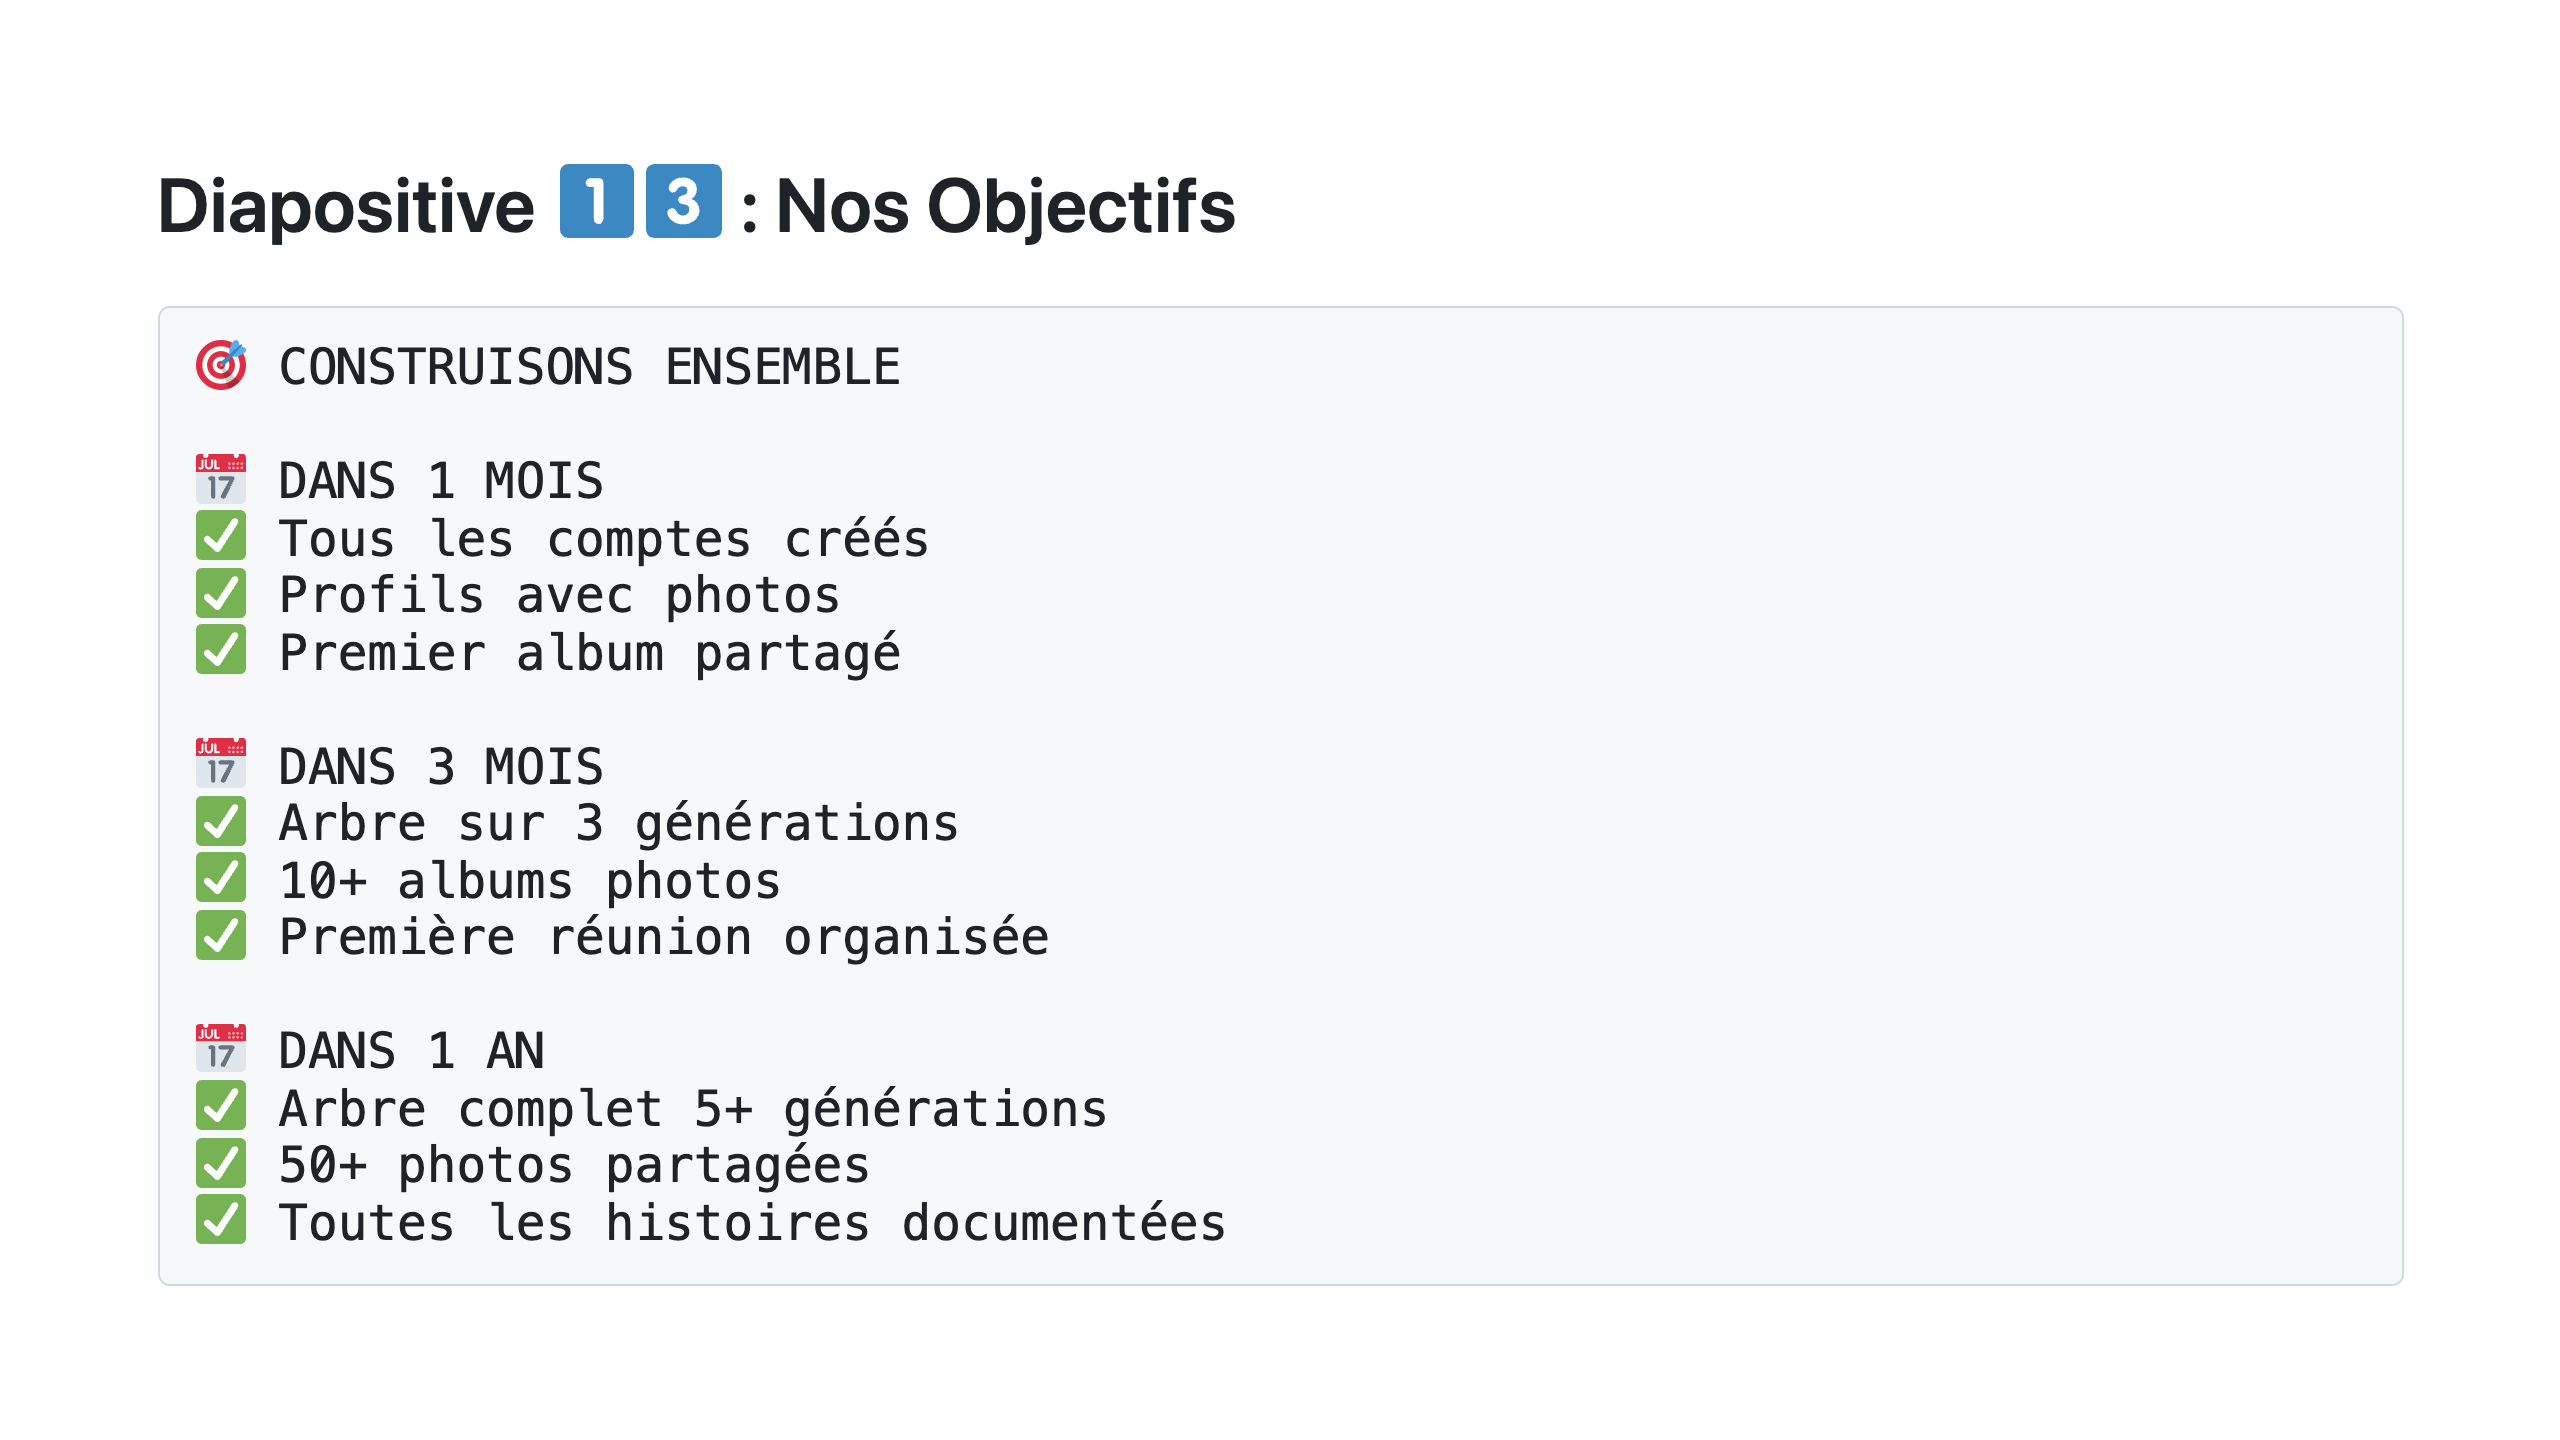 Diapositive 1️⃣3️⃣ : Nos Objectifs
🎯 CONSTRUISONS ENSEMBLE
📅 DANS 1 MOIS
✅ Tous les comptes créés
✅ Profils avec photos
✅ Premier album partagé
📅 DANS 3 MOIS
✅ Arbre sur 3 générations
✅ 10+ albums photos
✅ Première réunion organisée
📅 DANS 1 AN
✅ Arbre complet 5+ générations
✅ 50+ photos partagées
✅ Toutes les histoires documentées